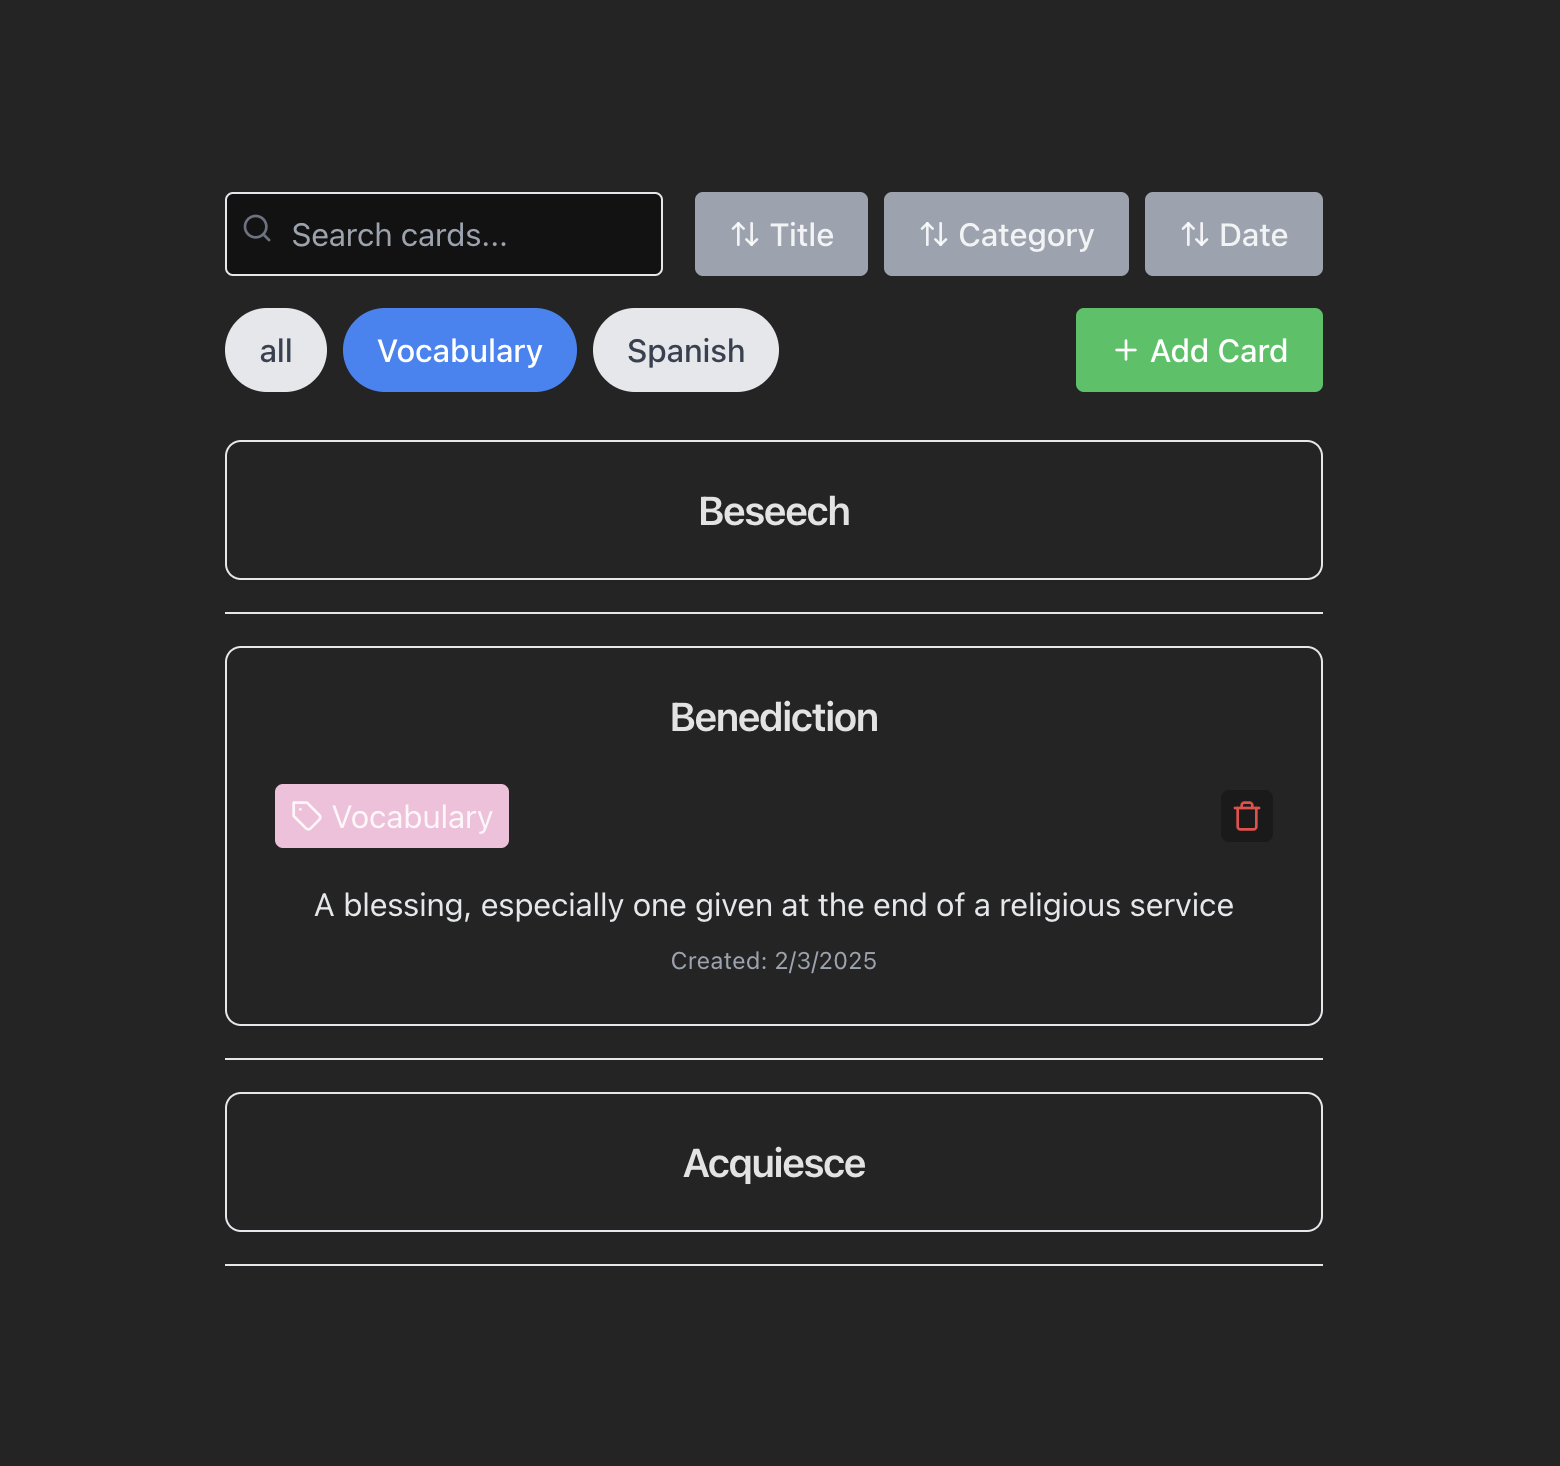 Search cards...
Title
Category
Date
all
Vocabulary
Spanish
Add Card
Beseech
Benediction
Vocabulary
A blessing, especially one given at the end of a religious service
Created: 2/3/2025
Acquiesce